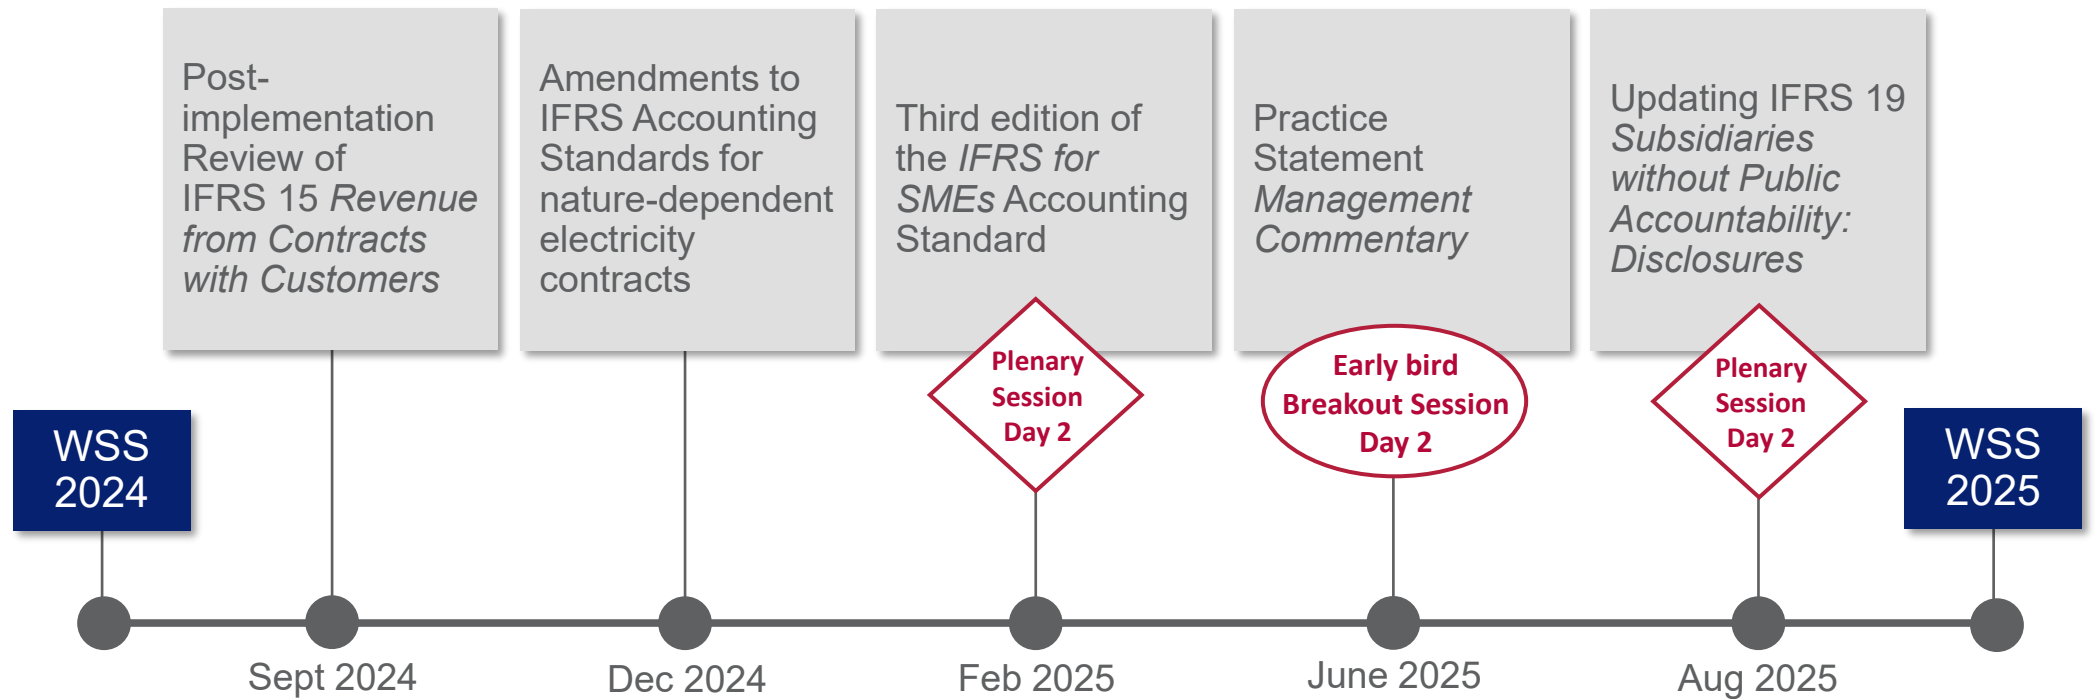 Post-
implementation
Review of
IFRS 15 Revenue
from Contracts
with Customers
Amendments to
IFRS Accounting
Standards for
nature-dependent
electricity
contracts
Third edition of
the IFRS for
SMEs Accounting
Standard
Practice
Statement
Management
Commentary
Updating IFRS 19
Subsidiaries
without Public
Accountability:
Disclosures
Plenary
Session
Day 2
Early bird
Breakout Session
Day 2
Plenary
Session
Day 2
WSS
2024
WSS
2025
Sept 2024
Dec 2024
Feb 2025
June 2025
Aug 2025